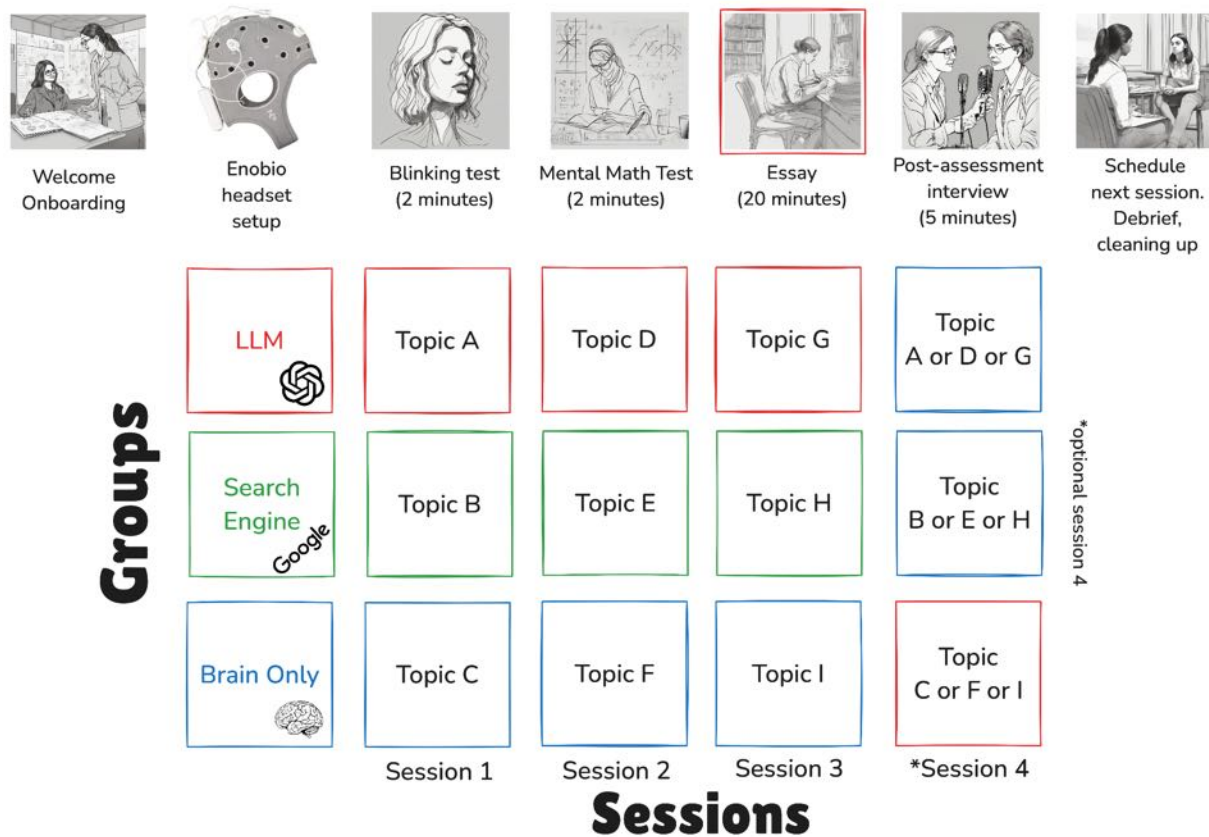 Welcome
Onboarding
Enobio
headset
setup
Blinking test
(2 minutes)
Mental Math Test
(2 minutes)
Essay
(20 minutes)
Post-assessment
interview
(5 minutes)
Schedule
next session.
Debrief,
cleaning up
Groups
LLM
Topic A
Topic D
Topic G
Topic
A or D or G
Search
Engine
Google
Topic B
Topic E
Topic H
Topic
B or E or H
*optional session 4
Brain Only
Topic C
Topic F
Topic I
Topic
C or F or I
Session 1
Session 2
Session 3
*Session 4
Sessions